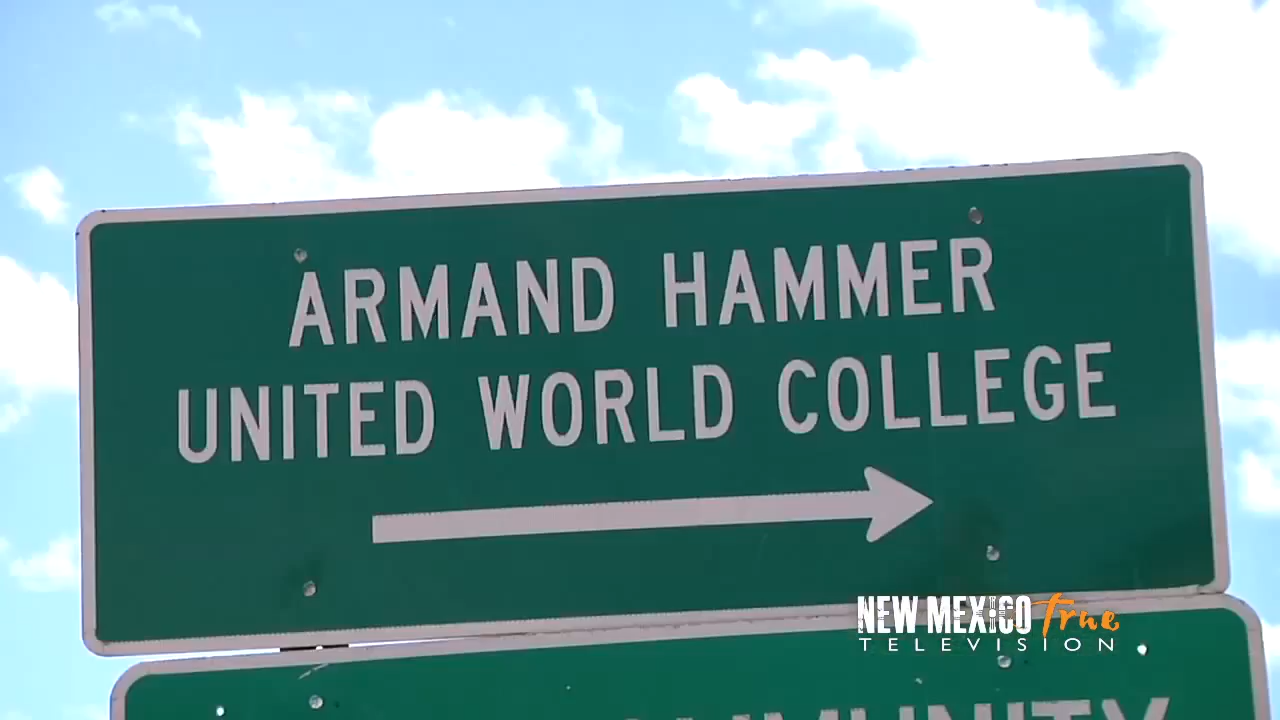 ARMAND HAMMER
UNITED WORLD COLLEGE
NEW MEXICO True
TELEVISION